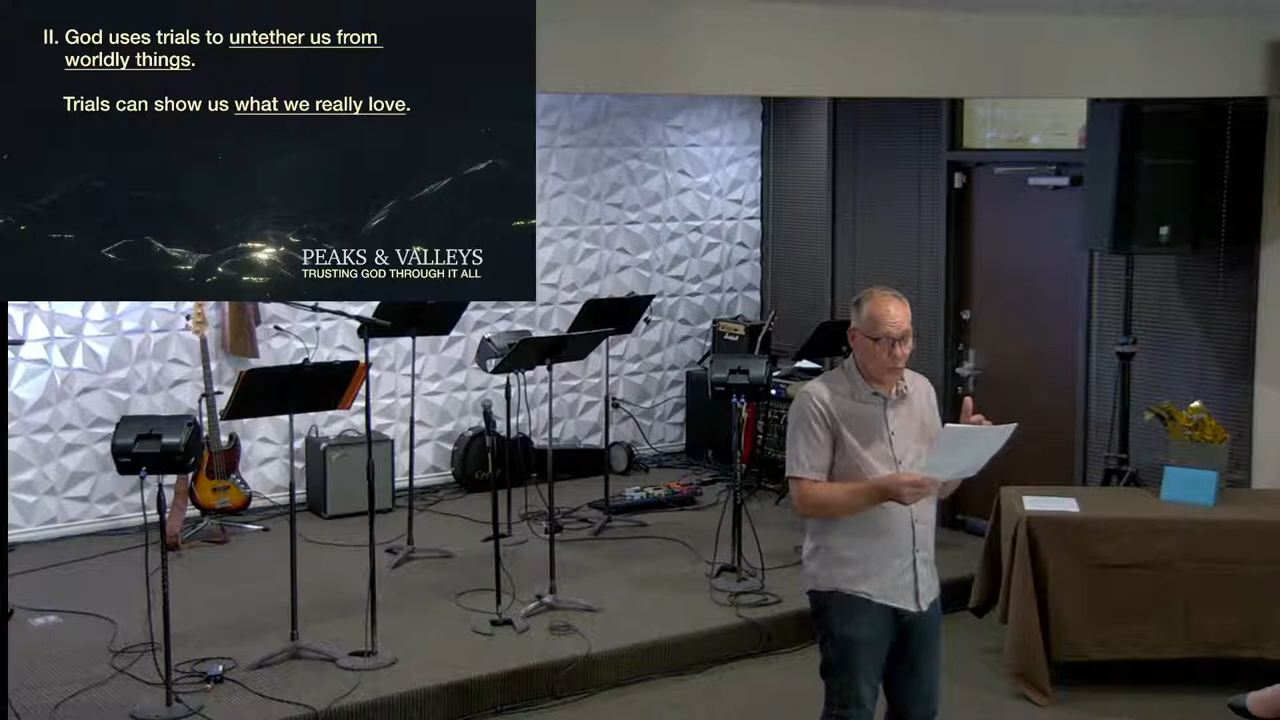 II. God uses trials to untether us from
worldly things.
Trials can show us what we really love.
PEAKS & VALLEYS
TRUSTING GOD THROUGH IT ALL
Marshall